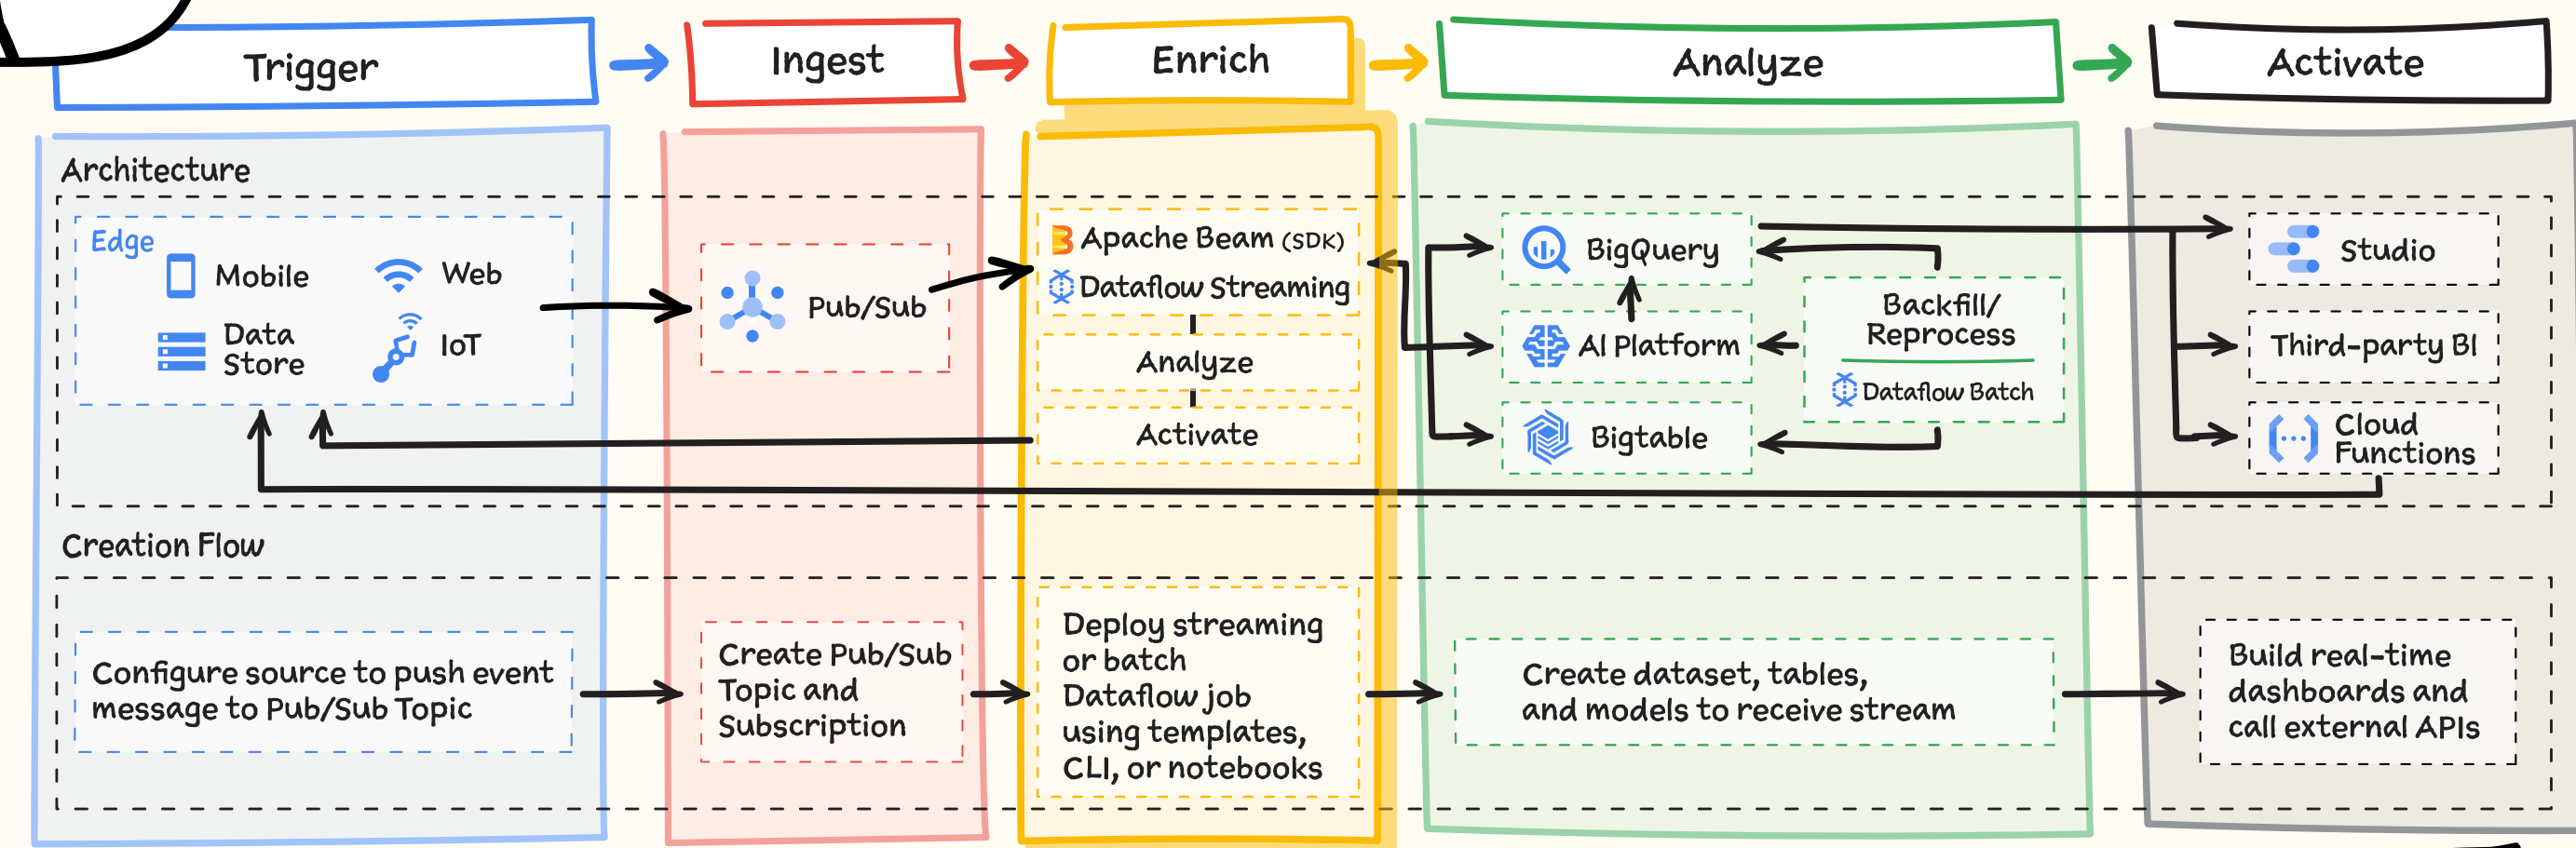 Trigger
Ingest
Enrich
Analyze
Activate
Architecture
Edge
Mobile
Web
Data
Store
IoT
Pub/Sub
Apache Beam (SDK)
Dataflow Streaming
Analyze
Activate
BigQuery
AI Platform
Bigtable
Backfill/
Reprocess
Dataflow Batch
Studio
Third-party BI
Cloud
Functions
Creation Flow
Configure source to push event
message to Pub/Sub Topic
Create Pub/Sub
Topic and
Subscription
Deploy streaming
or batch
Dataflow job
using templates,
CLI, or notebooks
Create dataset, tables,
and models to receive stream
Build real-time
dashboards and
call external APIs